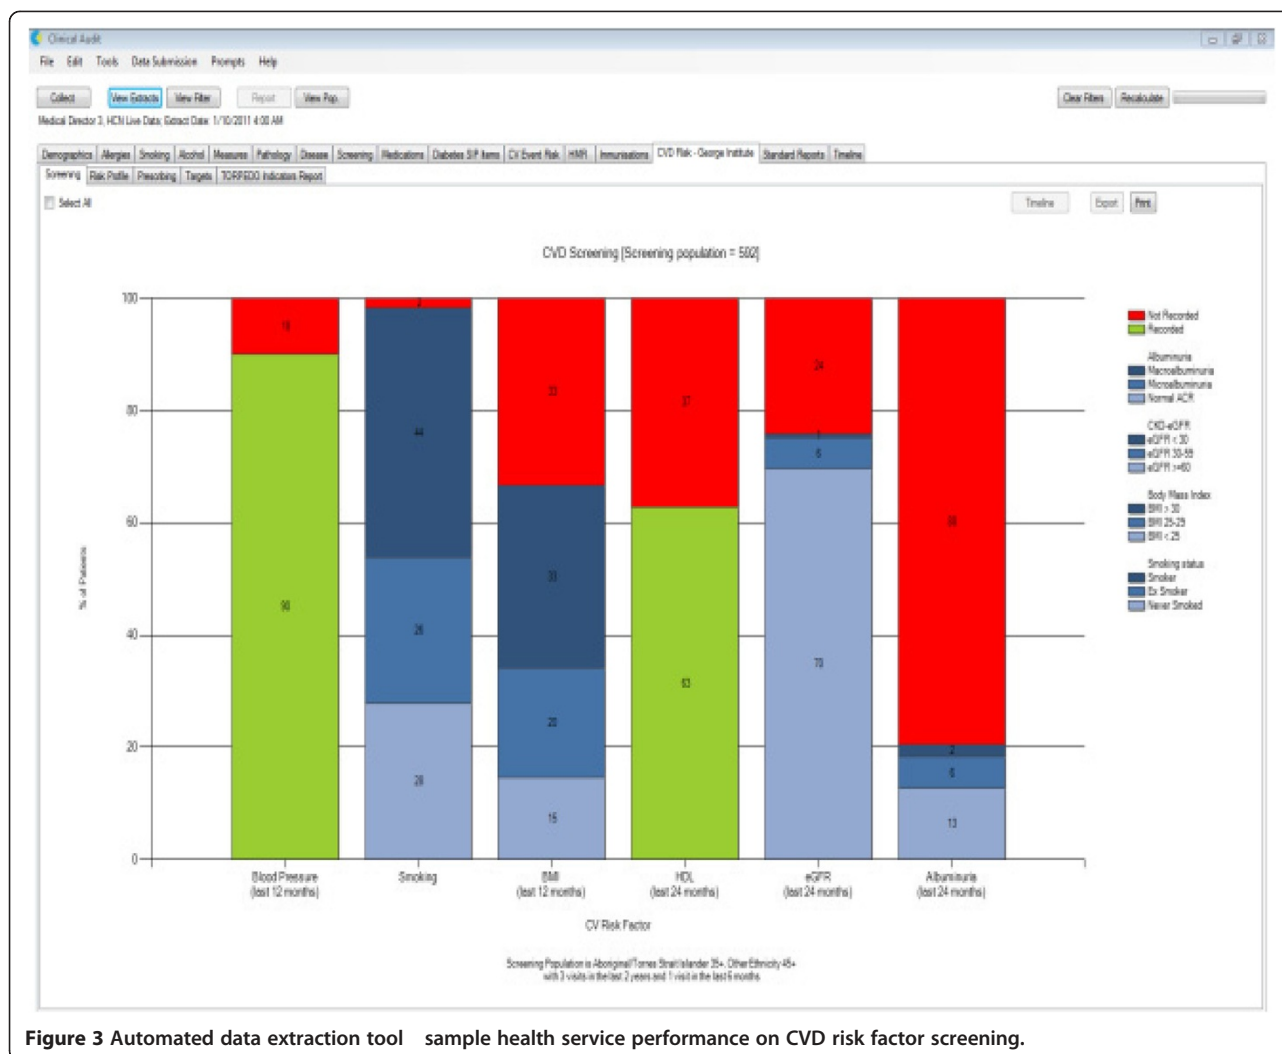 Clinical Audit
File Edit Tools Data Submission Prompts Help
Collect View Extracts View Filter Report View Pop. Clear Filters Recalculate
Medical Director 3, HCN Live Data; Extract Date: 1/10/2011 4:00 AM
Demographics Allergies Smoking Alcohol Measures Pathology Disease Screening Medications Diabetes SIP Items CV Event Risk HMR Immunisations CVD Risk - George Institute Standard Reports Timeline
Screening Risk Profile Prescribing Targets TORPEDO Indicators Report
Select All Timeline Export Print
CVD Screening [Screening population = 592]
100
80
60
40
20
0
% of Patients
90
2
44
26
28
33
33
20
15
37
63
24
1
6
70
2
6
13
Not Recorded
Recorded
Albuminuria
Macroalbuminuria
Microalbuminuria
Normal ACR
CKD-eGFR
eGFR < 30
eGFR 30-59
eGFR >=60
Body Mass Index
BMI > 30
BMI 25-29
BMI < 25
Smoking status
Smoker
Ex Smoker
Never Smoked
Blood Pressure
(last 12 months)
Smoking
BMI
(last 12 months)
HDL
(last 24 months)
eGFR
(last 24 months)
Albuminuria
(last 24 months)
CV Risk Factor
Screening Population is Aboriginal/Torres Strait Islander 35+, Other Ethnicity 45+
with 3 visits in the last 2 years and 1 visit in the last 6 months
Figure 3 Automated data extraction tool sample health service performance on CVD risk factor screening.